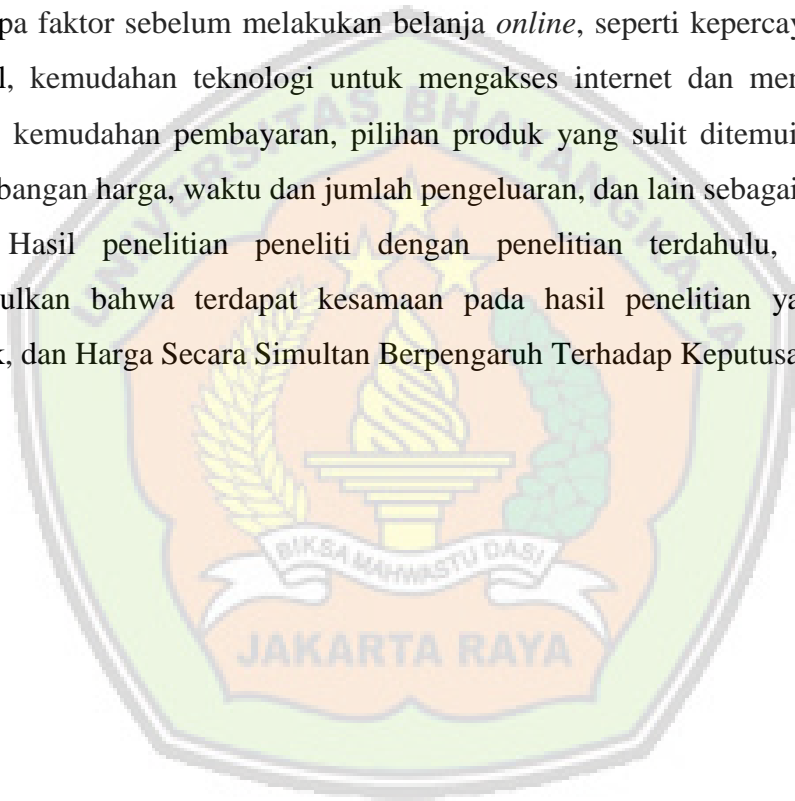 pa faktor sebelum melakukan belanja online, seperti kepercay
l, kemudahan teknologi untuk mengakses internet dan men
kemudahan pembayaran, pilihan produk yang sulit ditemui
bangan harga, waktu dan jumlah pengeluaran, dan lain sebagai
Hasil penelitian peneliti dengan penelitian terdahulu,
ulkan bahwa terdapat kesamaan pada hasil penelitian ya
k, dan Harga Secara Simultan Berpengaruh Terhadap Keputusa
UNIVERSITAS BHAYANGKARA
BIKSA MAHWASTU DASI
JAKARTA RAYA